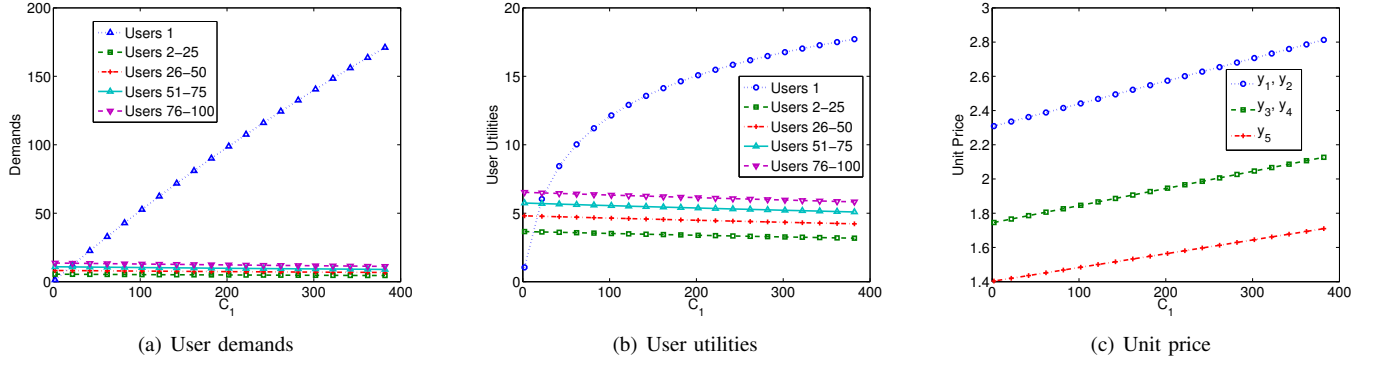 200
150
100
50
0
0 100 200 300 400
Demands
C1
Users 1
Users 2−25
Users 26−50
Users 51−75
Users 76−100
(a) User demands
20
15
10
5
0
0 100 200 300 400
User Utilities
C1
Users 1
Users 2−25
Users 26−50
Users 51−75
Users 76−100
(b) User utilities
3
2.8
2.6
2.4
2.2
2
1.8
1.6
1.4
0 100 200 300 400
Unit Price
C1
y1, y2
y3, y4
y5
(c) Unit price